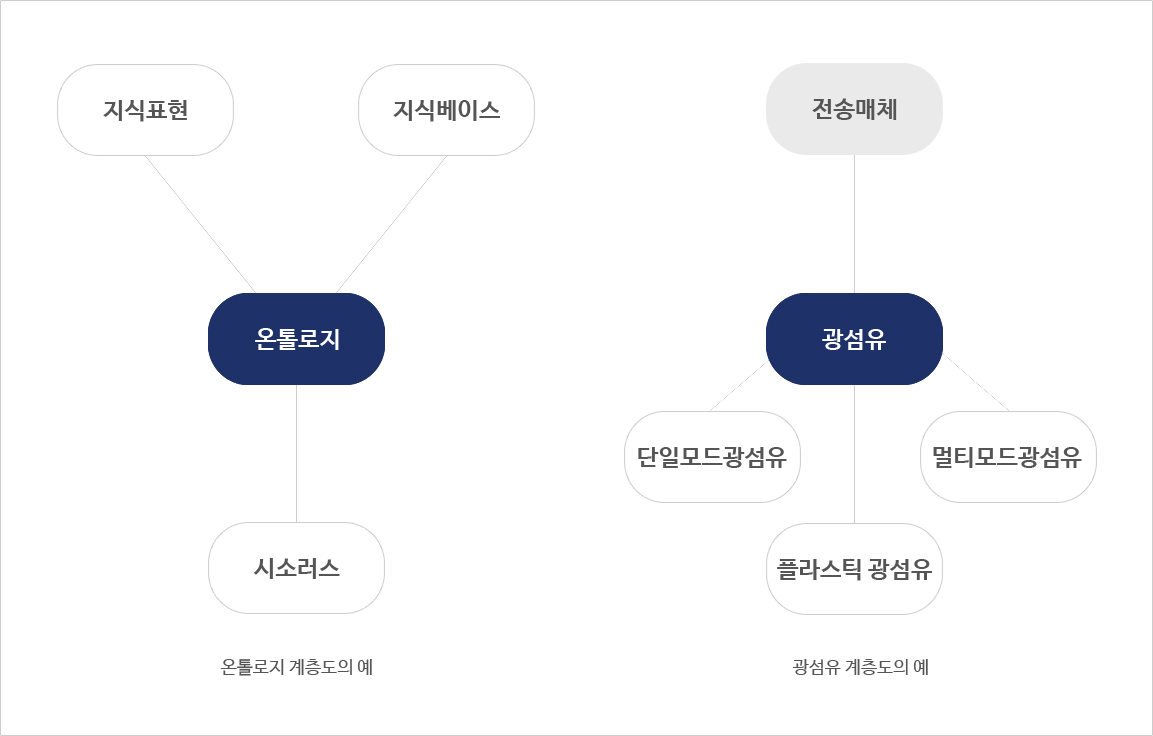 지식표현
지식베이스
온톨로지
시소러스
온톨로지 계층도의 예
전송매체
광섬유
단일모드광섬유
멀티모드광섬유
플라스틱 광섬유
광섬유 계층도의 예